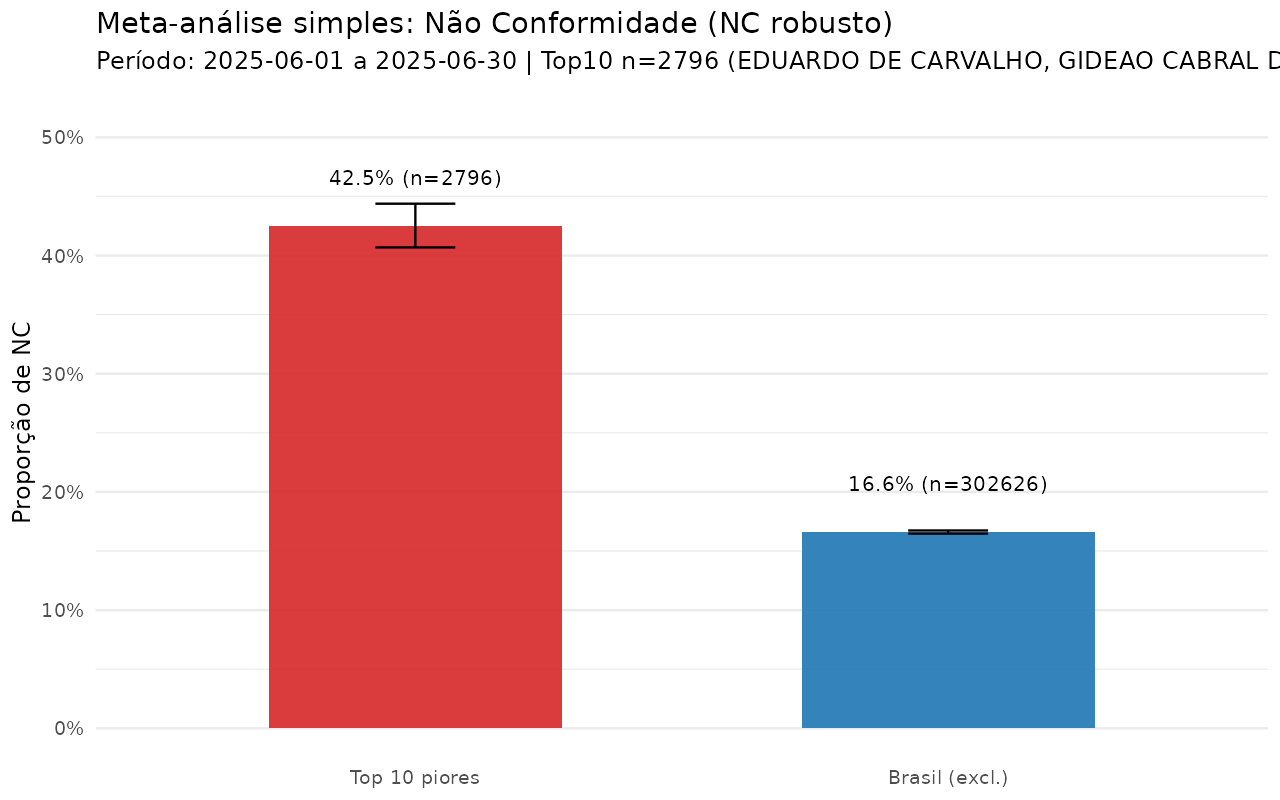 Meta-análise simples: Não Conformidade (NC robusto)
Período: 2025-06-01 a 2025-06-30 | Top10 n=2796 (EDUARDO DE CARVALHO, GIDEAO CABRAL D
50%
42.5% (n=2796)
40%
30%
20%
16.6% (n=302626)
10%
0%
Proporção de NC
Top 10 piores
Brasil (excl.)